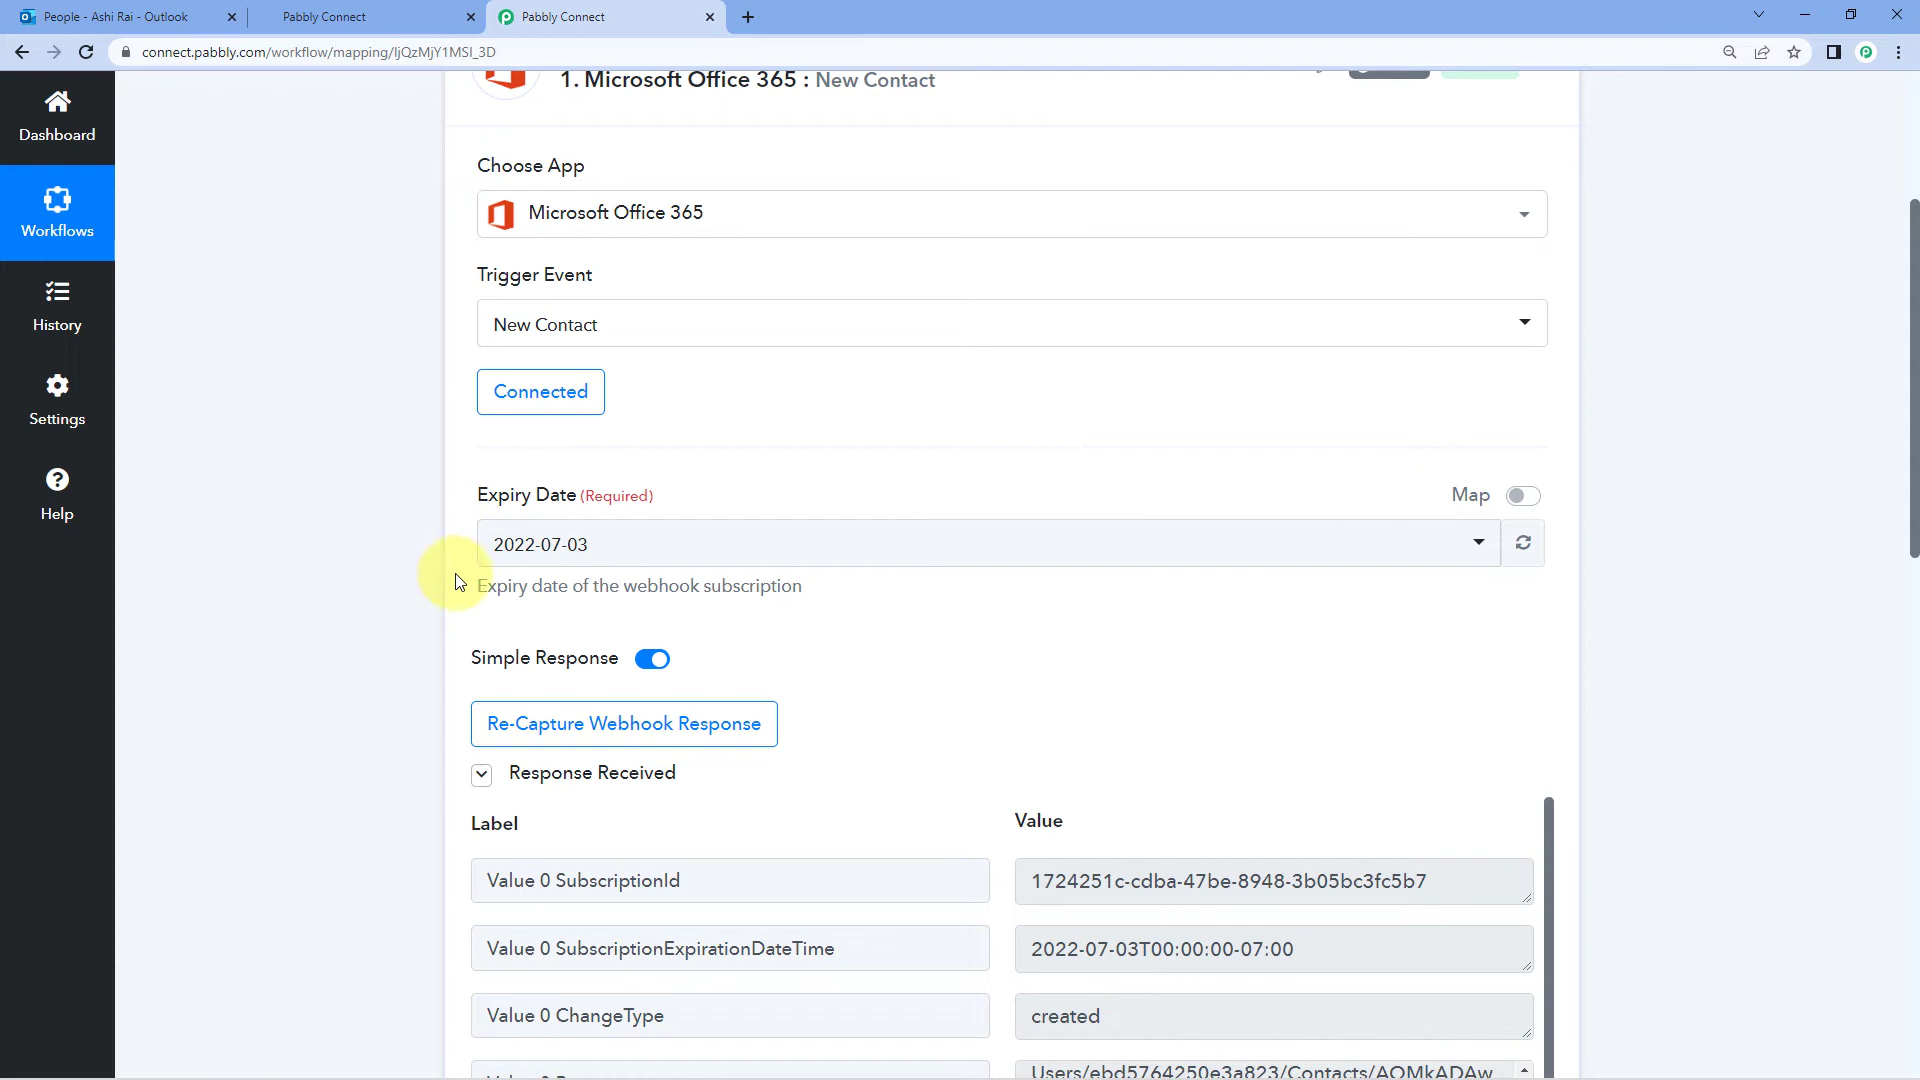 People - Ashi Rai - Outlook
Pabbly Connect
Pabbly Connect
connect.pabbly.com/workflow/mapping/IjQzMjY1MSI_3D
Dashboard
Workflows
History
Settings
Help
1. Microsoft Office 365 : New Contact
Choose App
Microsoft Office 365
Trigger Event
New Contact
Connected
Expiry Date (Required)
Map
2022-07-03
Expiry date of the webhook subscription
Simple Response
Re-Capture Webhook Response
Response Received
Label
Value
Value 0 SubscriptionId
1724251c-cdba-47be-8948-3b05bc3fc5b7
Value 0 SubscriptionExpirationDateTime
2022-07-03T00:00:00-07:00
Value 0 ChangeType
created
Users/ebd5764250e3a823/Contacts/AQMkADAw